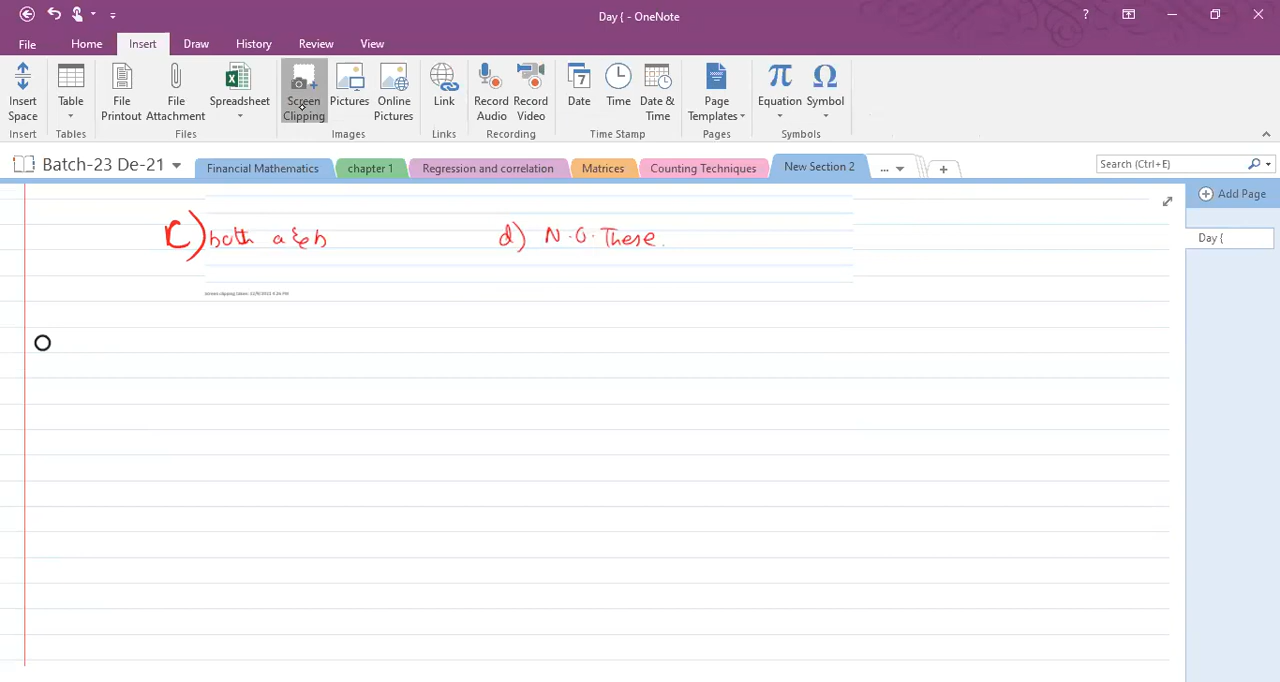 Day { - OneNote
?
File
Home
Insert
Draw
History
Review
View
Insert Space
Table
File Printout
File Attachment
Spreadsheet
Screen Clipping
Pictures
Online Pictures
Link
Record Audio
Record Video
Date
Time
Date & Time
Page Templates
π Equation
Ω Symbol
Insert
Tables
Files
Images
Links
Recording
Time Stamp
Pages
Symbols
Batch-23 De-21
Financial Mathematics
chapter 1
Regression and correlation
Matrices
Counting Techniques
New Section 2
...
Search (Ctrl+E)
Add Page
Day {
C) both a & b
d) N.O. These.
Screen clipping taken: